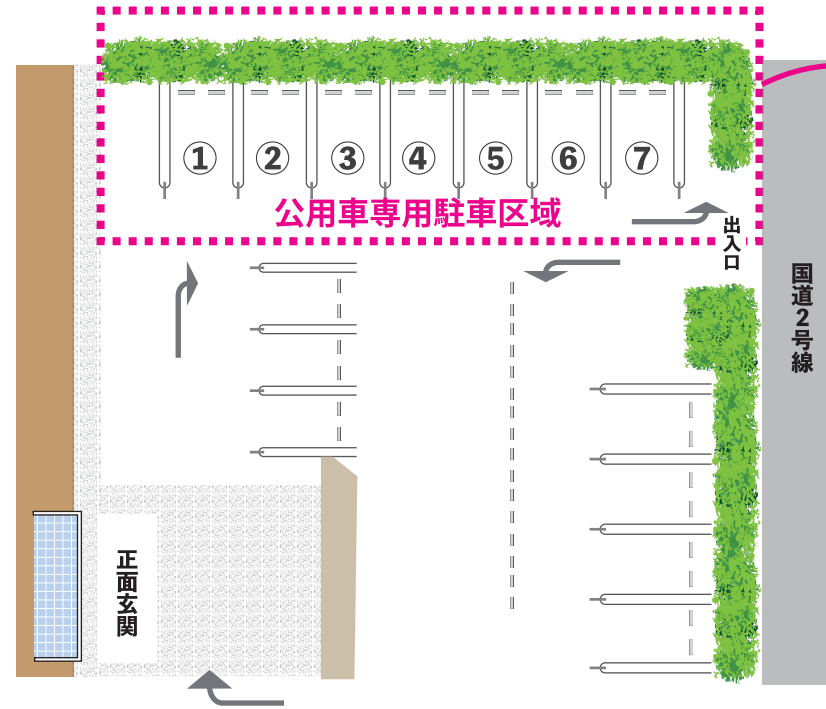 ① ② ③ ④ ⑤ ⑥ ⑦
公用車専用駐車区域
出入口
国道2号線
正面玄関